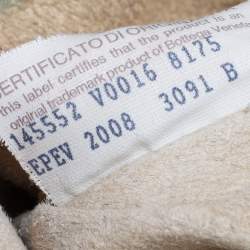 CERTIFICATO DI ORI
this label certifies that the product is an
original trademark product of Bottega Venet
145552 V0016 8175
EPEV 2008 3091 B